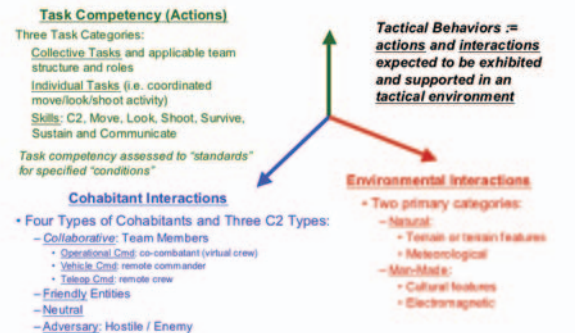 Task Competency (Actions)
Three Task Categories:
Collective Tasks and applicable team
structure and roles
Individual Tasks (i.e. coordinated
move/look/shoot activity)
Skills: C2, Move, Look, Shoot, Survive,
Sustain and Communicate
Task competency assessed to “standards”
for specified “conditions”
Tactical Behaviors :=
actions and interactions
expected to be exhibited
and supported in an
tactical environment
Cohabitant Interactions
• Four Types of Cohabitants and Three C2 Types:
– Collaborative: Team Members
• Operational Cmd: co-combatant (virtual crew)
• Vehicle Cmd: remote commander
• Teleop Cmd: remote crew
– Friendly Entities
– Neutral
– Adversary: Hostile / Enemy
Environmental Interactions
• Two primary categories:
– Natural:
• Terrain or terrain features
• Meteorological
– Man-Made:
• Cultural features
• Electromagnetic